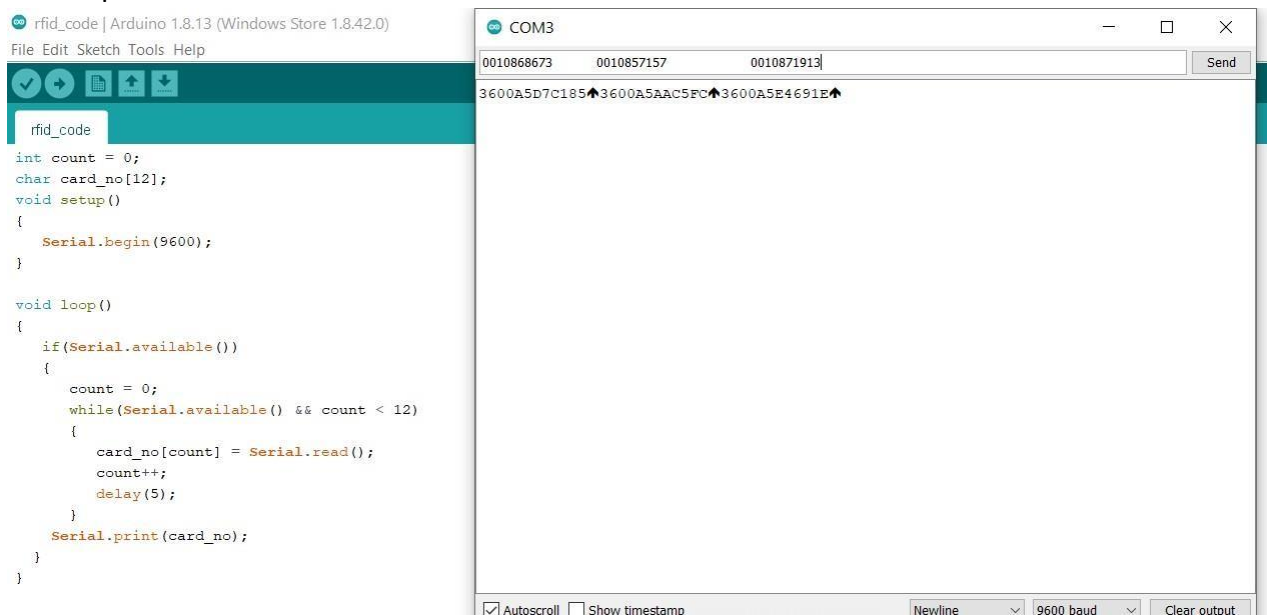 rfid_code | Arduino 1.8.13 (Windows Store 1.8.42.0)
File Edit Sketch Tools Help
rfid_code
int count = 0;
char card_no[12];
void setup()
{
   Serial.begin(9600);
}

void loop()
{
   if(Serial.available())
   {
      count = 0;
      while(Serial.available() && count < 12)
      {
         card_no[count] = Serial.read();
         count++;
         delay(5);
      }
    Serial.print(card_no);
  }
}
COM3
0010868673 0010857157 0010871913
Send
3600A5D7C185🡩3600A5AAC5FC🡩3600A5E4691E🡩
Autoscroll Show timestamp Newline 9600 baud Clear output